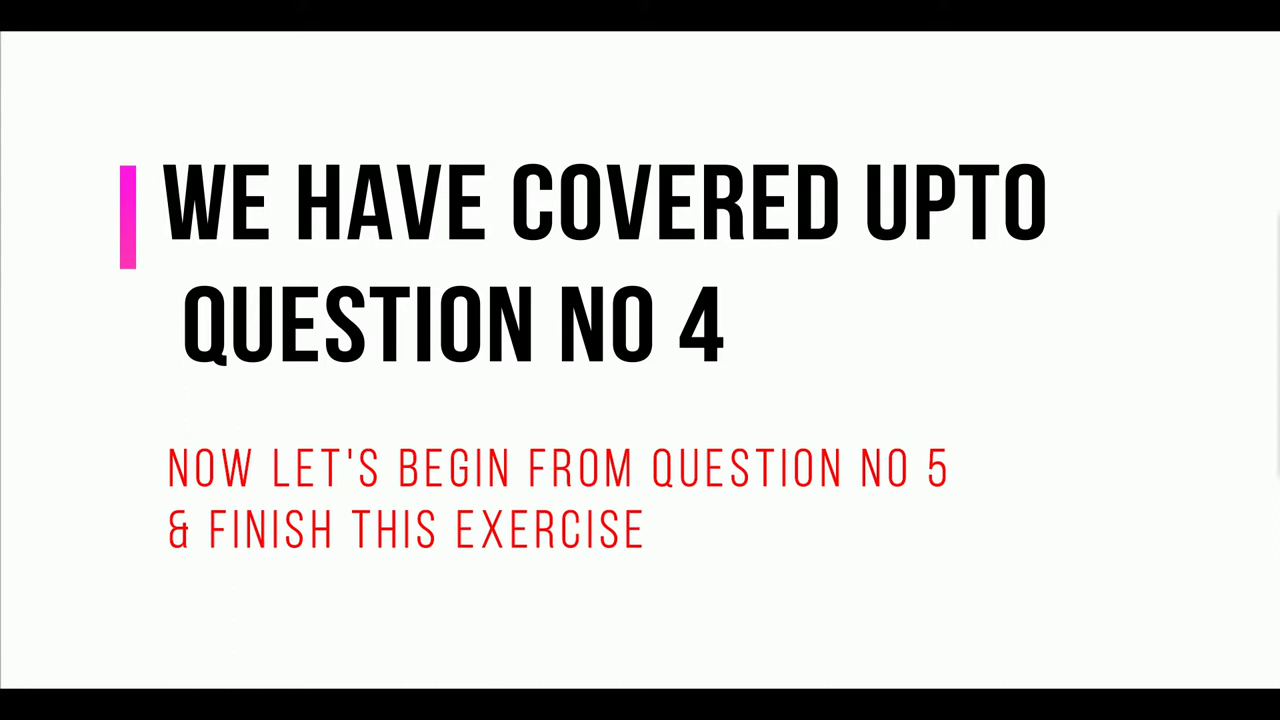 WE HAVE COVERED UPTO
QUESTION NO 4
NOW LET'S BEGIN FROM QUESTION NO 5
& FINISH THIS EXERCISE